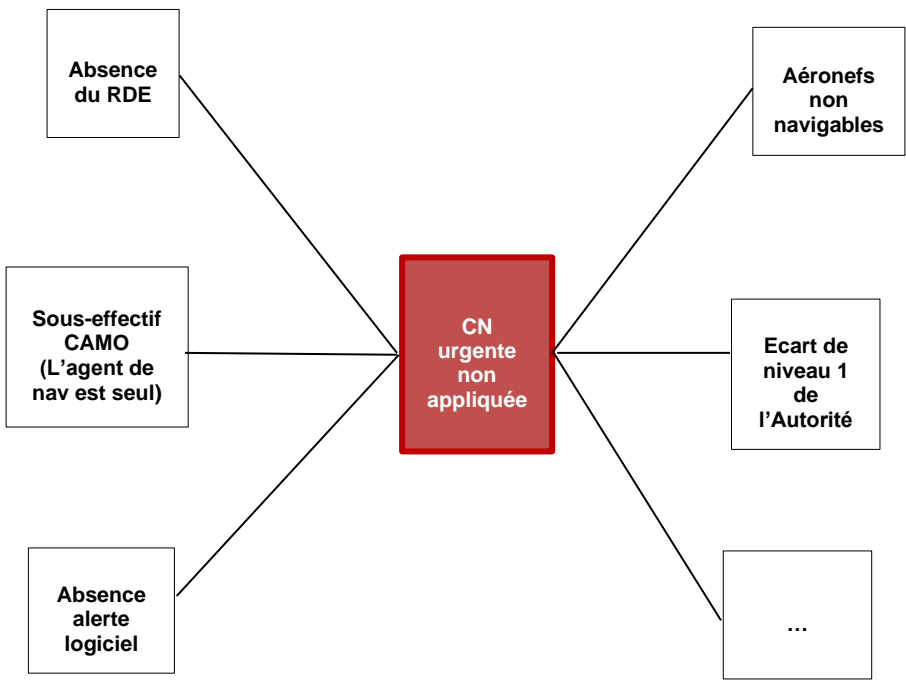 Absence
du RDE
Sous-effectif
CAMO
(L'agent de
nav est seul)
Absence
alerte
logiciel
CN
urgente
non
appliquée
Aéronefs
non
navigables
Ecart de
niveau 1
de
l'Autorité
…